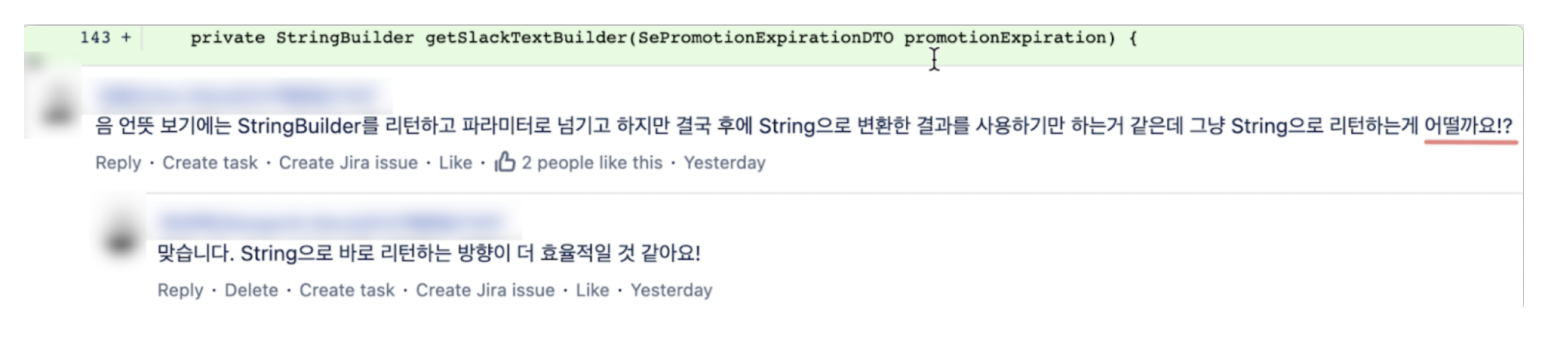 143 + private StringBuilder getSlackTextBuilder(SePromotionExpirationDTO promotionExpiration) {
음 언뜻 보기에는 StringBuilder를 리턴하고 파라미터로 넘기고 하지만 결국 후에 String으로 변환한 결과를 사용하기만 하는거 같은데 그냥 String으로 리턴하는게 어떨까요!?
Reply · Create task · Create Jira issue · Like · 2 people like this · Yesterday
맞습니다. String으로 바로 리턴하는 방향이 더 효율적일 것 같아요!
Reply · Delete · Create task · Create Jira issue · Like · Yesterday